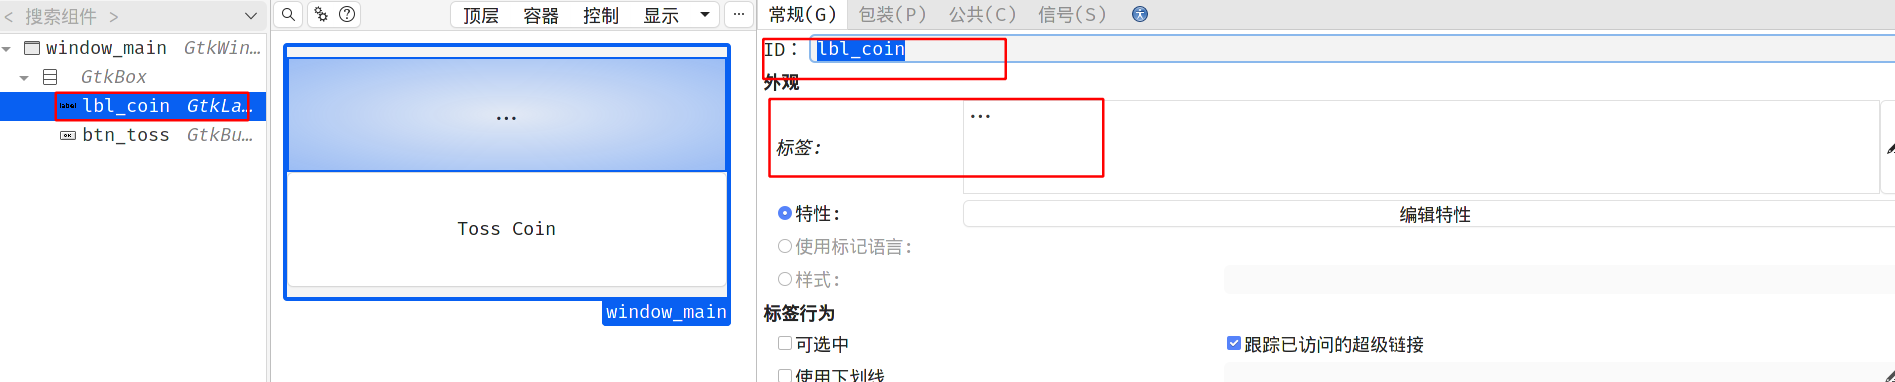 < 搜索组件 >
顶层 容器 控制 显示 ...
常规(G) 包装(P) 公共(C) 信号(S)
window_main GtkWin...
GtkBox
label lbl_coin GtkLa...
OK btn_toss GtkBu...
...
Toss Coin
window_main
ID: lbl_coin
外观
标签:
...
特性:
编辑特性
使用标记语言:
样式:
标签行为
可选中
跟踪已访问的超级链接
使用下划线